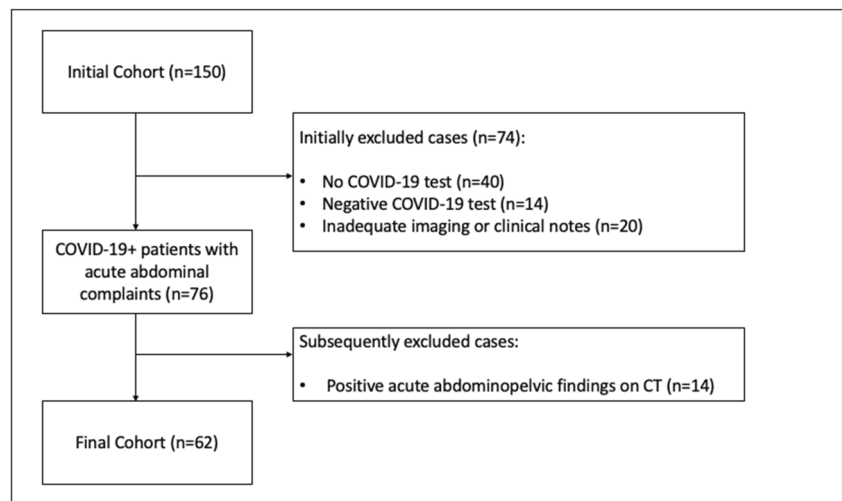 Initial Cohort (n=150)
Initially excluded cases (n=74):
• No COVID-19 test (n=40)
• Negative COVID-19 test (n=14)
• Inadequate imaging or clinical notes (n=20)
COVID-19+ patients with
acute abdominal
complaints (n=76)
Subsequently excluded cases:
• Positive acute abdominopelvic findings on CT (n=14)
Final Cohort (n=62)